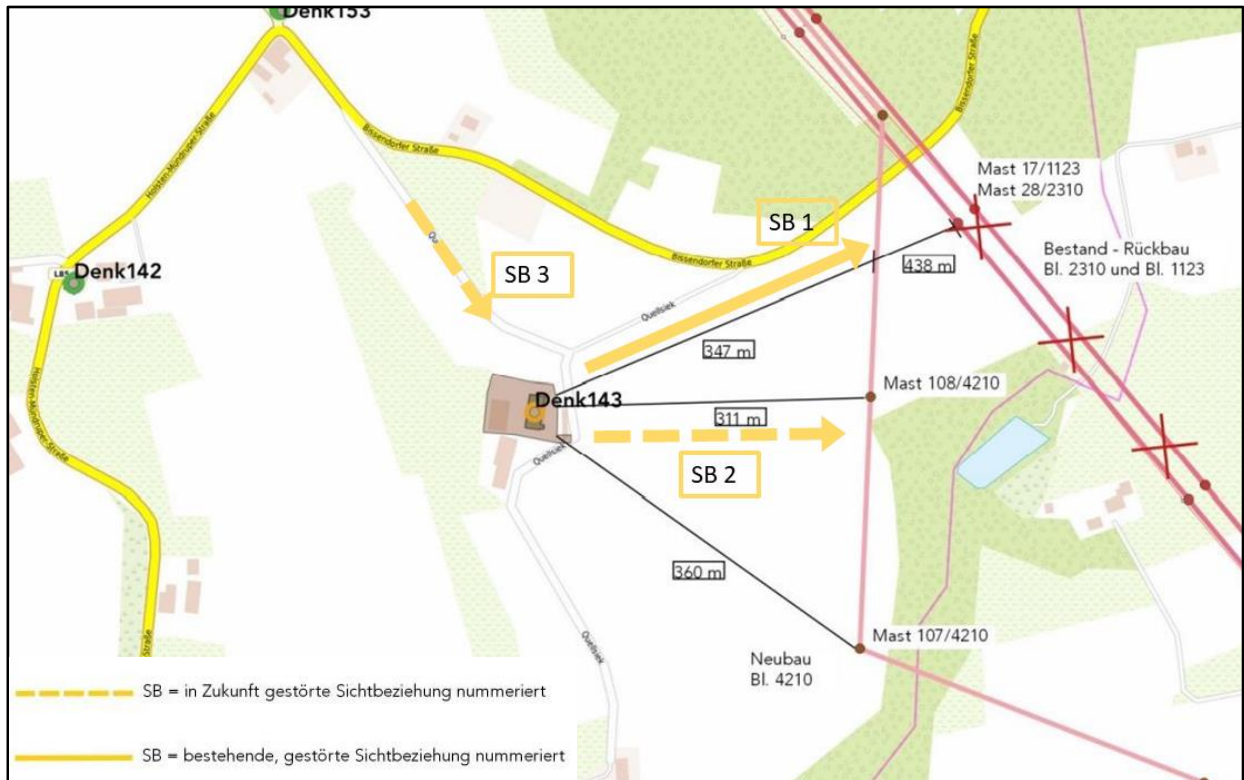 Denk153
Holsten-Mündruper-Straße
Bissendorfer Straße
Bissendorfer Straße
Mast 17/1123
Mast 28/2310
SB 1
Bestand - Rückbau
Bl. 2310 und Bl. 1123
L85
Denk142
SB 3
Bissendorfer Straße
438 m
Quellsiek
347 m
Mast 108/4210
Denk143
311 m
Holsten-Mündruper-Straße
Quellsiek
SB 2
360 m
Mast 107/4210
Neubau
Bl. 4210
Quellsiek
Straße
SB = in Zukunft gestörte Sichtbeziehung nummeriert
SB = bestehende, gestörte Sichtbeziehung nummeriert